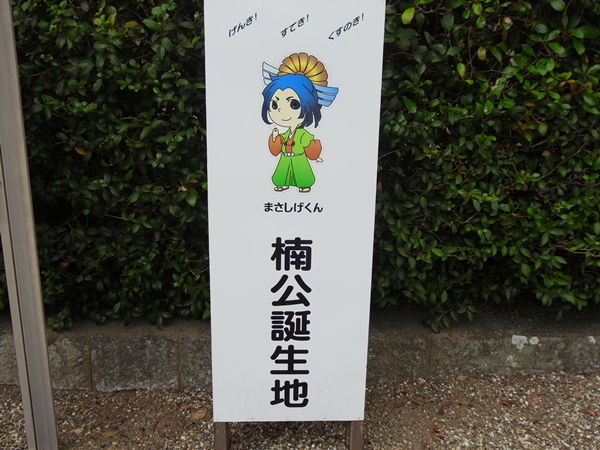 げんき！
すてき！
くすのき！
まさしげくん
楠公誕生地